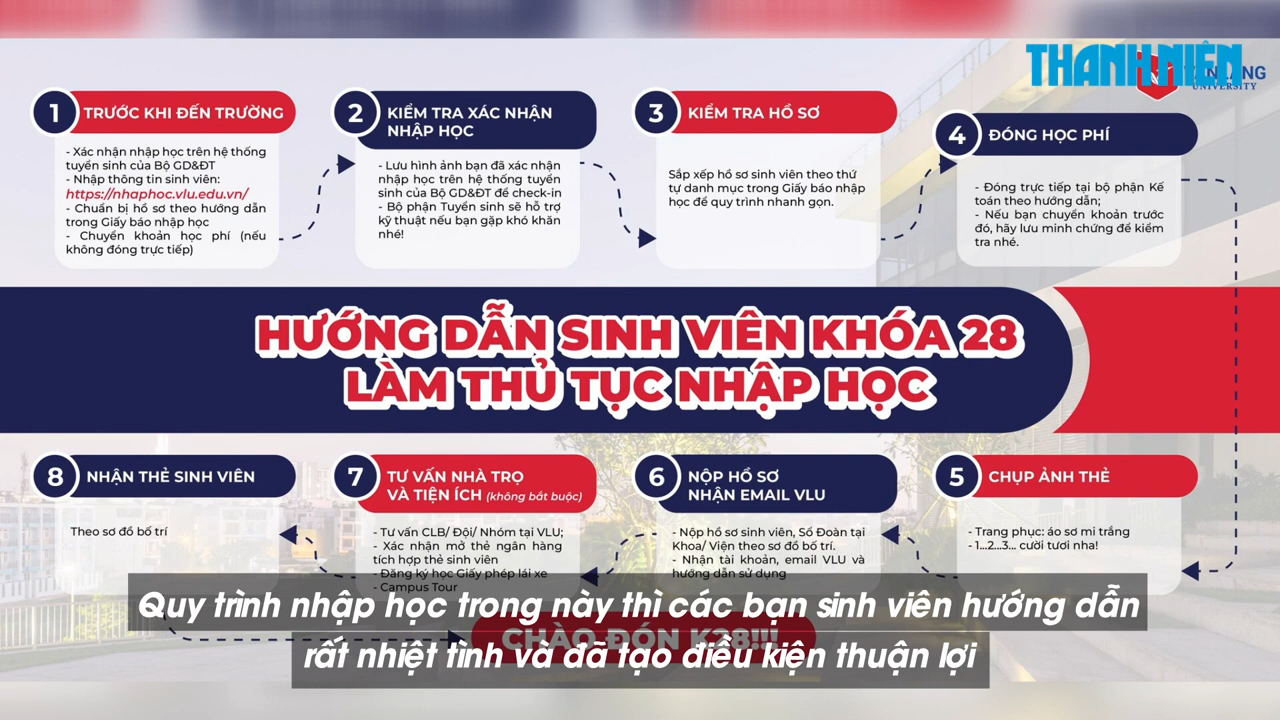 THANH NIÊN
UNIVERSITY
1 TRƯỚC KHI ĐẾN TRƯỜNG
- Xác nhận nhập học trên hệ thống
tuyển sinh của Bộ GD&ĐT
- Nhập thông tin sinh viên:
https://nhaphoc.vlu.edu.vn/
- Chuẩn bị hồ sơ theo hướng dẫn
trong Giấy báo nhập học
- Chuyển khoản học phí (nếu
không đóng trực tiếp)
2 KIỂM TRA XÁC NHẬN
NHẬP HỌC
- Lưu hình ảnh bạn đã xác nhận
nhập học trên hệ thống tuyển
sinh của Bộ GD&ĐT để check-in
- Bộ phận Tuyển sinh sẽ hỗ trợ
kỹ thuật nếu bạn gặp khó khăn
nhé!
3 KIỂM TRA HỒ SƠ
Sắp xếp hồ sơ sinh viên theo thứ
tự danh mục trong Giấy báo nhập
học để quy trình nhanh gọn.
4 ĐÓNG HỌC PHÍ
- Đóng trực tiếp tại bộ phận Kế
toán theo hướng dẫn;
- Nếu bạn chuyển khoản trước
đó, hãy lưu minh chứng để kiểm
tra nhé.
HƯỚNG DẪN SINH VIÊN KHÓA 28
LÀM THỦ TỤC NHẬP HỌC
8 NHẬN THẺ SINH VIÊN
Theo sơ đồ bố trí
7 TƯ VẤN NHÀ TRỌ
VÀ TIỆN ÍCH (không bắt buộc)
- Tư vấn CLB/ Đội/ Nhóm tại VLU;
- Xác nhận mở thẻ ngân hàng
tích hợp thẻ sinh viên
- Đăng ký học Giấy phép lái xe
- Campus Tour
6 NỘP HỒ SƠ
NHẬN EMAIL VLU
- Nộp hồ sơ sinh viên, Sổ Đoàn tại
Khoa/ Viện theo sơ đồ bố trí.
- Nhận tài khoản, email VLU và
hướng dẫn sử dụng
5 CHỤP ẢNH THẺ
- Trang phục: áo sơ mi trắng
- 1...2...3... cười tươi nha!
CHÀO ĐÓN K28!!!
Quy trình nhập học trong này thì các bạn sinh viên hướng dẫn
rất nhiệt tình và đã tạo điều kiện thuận lợi